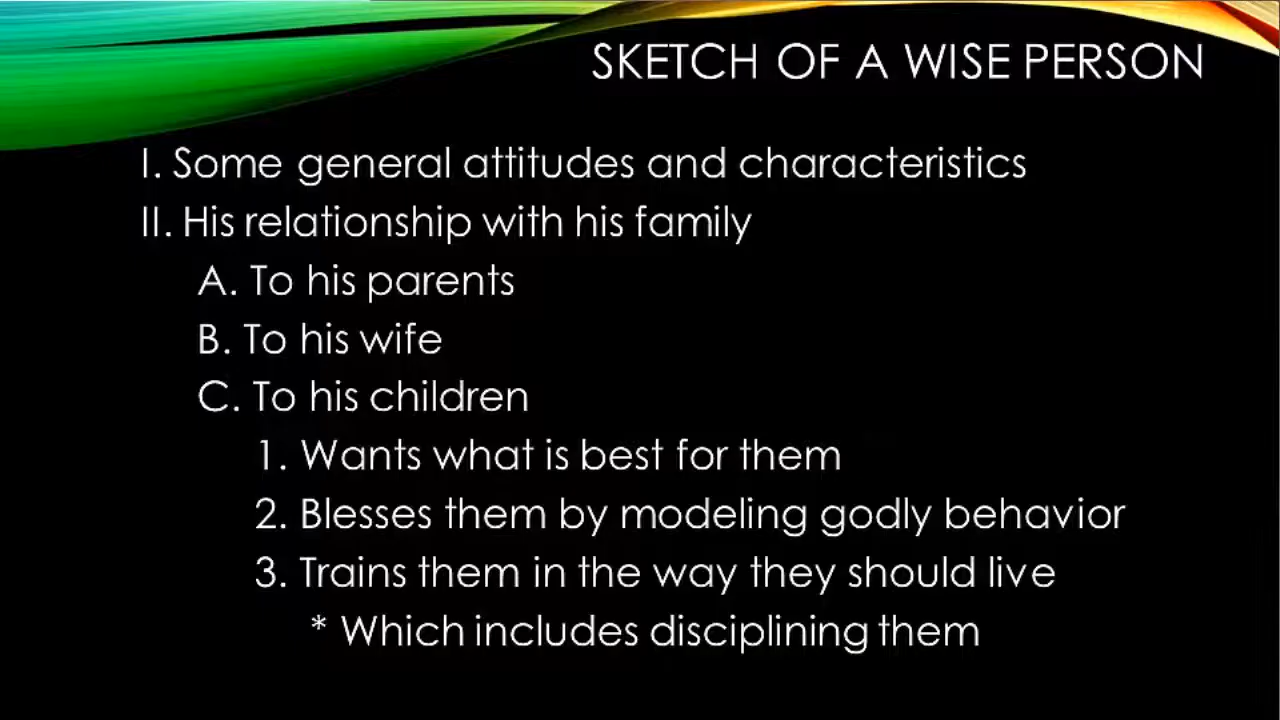 SKETCH OF A WISE PERSON
I. Some general attitudes and characteristics
II. His relationship with his family
A. To his parents
B. To his wife
C. To his children
1. Wants what is best for them
2. Blesses them by modeling godly behavior
3. Trains them in the way they should live
* Which includes disciplining them